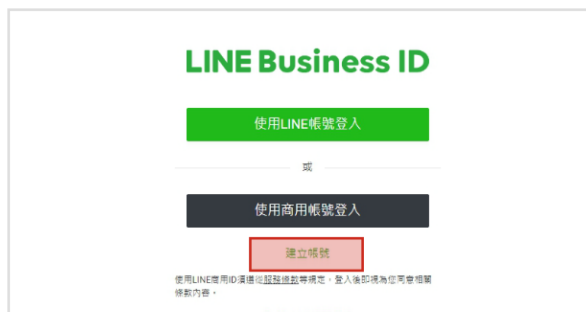 LINE Business ID
使用LINE帳號登入
或
使用商用帳號登入
建立帳號
使用LINE商用ID須遵從服務條款等規定，登入後即視為您同意相關
條款內容。